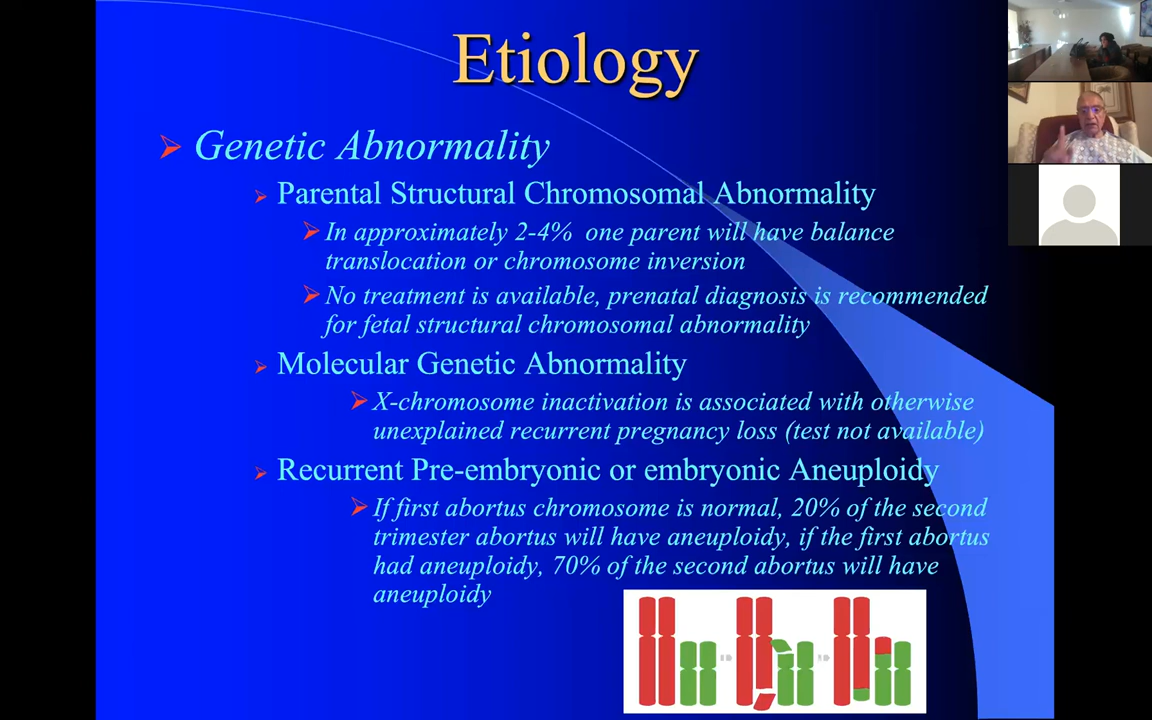 Etiology
Genetic Abnormality
Parental Structural Chromosomal Abnormality
In approximately 2-4% one parent will have balance
translocation or chromosome inversion
No treatment is available, prenatal diagnosis is recommended
for fetal structural chromosomal abnormality
Molecular Genetic Abnormality
X-chromosome inactivation is associated with otherwise
unexplained recurrent pregnancy loss (test not available)
Recurrent Pre-embryonic or embryonic Aneuploidy
If first abortus chromosome is normal, 20% of the second
trimester abortus will have aneuploidy, if the first abortus
had aneuploidy, 70% of the second abortus will have
aneuploidy